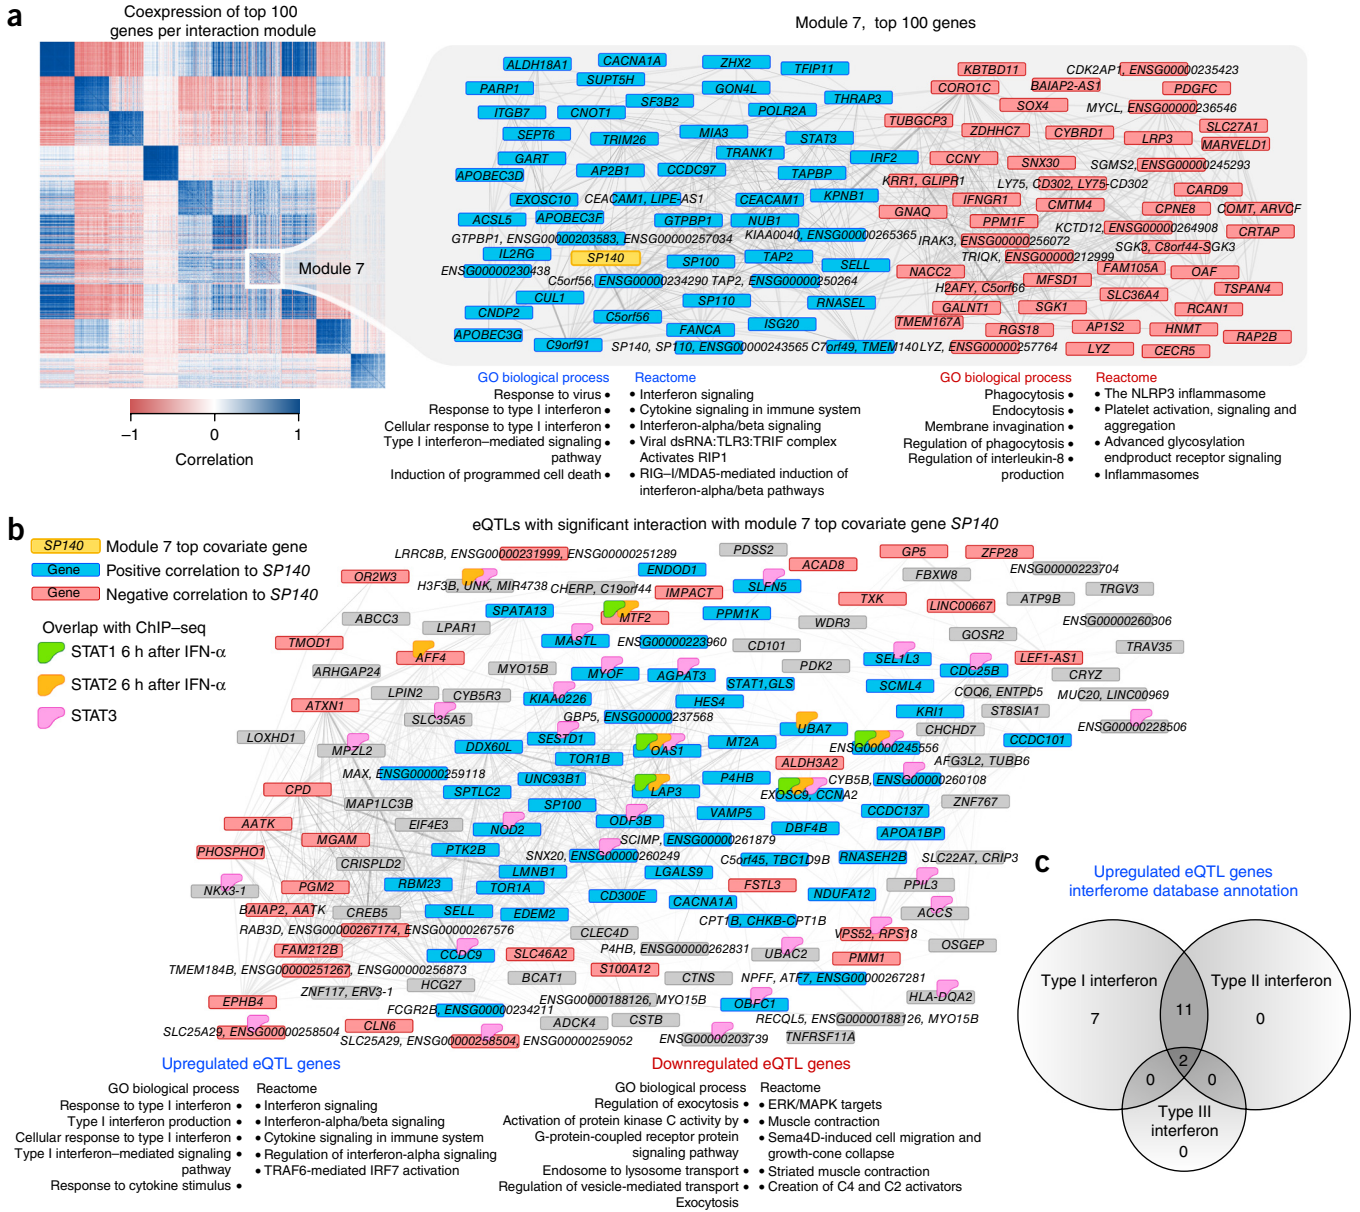 a
Coexpression of top 100
genes per interaction module
Module 7
−1
0
1
Correlation
Module 7, top 100 genes
ALDH18A1
CACNA1A
ZHX2
TFIP11
PARP1
SUPT5H
GON4L
THRAP3
ITGB7
CNOT1
SF3B2
POLR2A
SEPT6
TRIM26
MIA3
STAT3
GART
TRANK1
IRF2
APOBEC3D
AP2B1
CCDC97
TAPBP
EXOSC10
CEACAM1, LIPE-AS1
CEACAM1
KPNB1
ACSL5
APOBEC3F
GTPBP1
NUB1
GTPBP1, ENSG00000203583, ENSG00000257034
KIAA0040, ENSG00000265365
IL2RG
SP140
SP100
TAP2
SELL
ENSG00000230438
C5orf56, ENSG00000234290
TAP2, ENSG00000250264
CUL1
SP110
RNASEL
CNDP2
C5orf56
FANCA
ISG20
APOBEC3G
C9orf91
SP140, SP110, ENSG00000243565
C7orf49, TMEM140
KBTBD11
CDK2AP1, ENSG00000235423
CORO1C
BAIAP2-AS1
PDGFC
SOX4
MYCL, ENSG00000236546
TUBGCP3
ZDHHC7
CYBRD1
LRP3
SLC27A1
MARVELD1
CCNY
SNX30
SGMS2, ENSG00000245293
KRR1, GLIPR1
LY75, CD302, LY75-CD302
CARD9
IFNGR1
CMTM4
CPNE8
COMT, ARVCF
GNAQ
PPM1F
KCTD12, ENSG00000264908
CRTAP
IRAK3, ENSG00000256072
SGK3, C8orf44-SGK3
TRIQK, ENSG00000212999
NACC2
MFSD1
FAM105A
OAF
H2AFY, C5orf66
SLC36A4
TSPAN4
GALNT1
SGK1
RCAN1
TMEM167A
RGS18
AP1S2
HNMT
RAP2B
LYZ, ENSG00000257764
LYZ
CECR5
GO biological process
Response to virus •
Response to type I interferon •
Cellular response to type I interferon •
Type I interferon–mediated signaling •
pathway
Induction of programmed cell death •
Reactome
• Interferon signaling
• Cytokine signaling in immune system
• Interferon-alpha/beta signaling
• Viral dsRNA:TLR3:TRIF complex
Activates RIP1
• RIG–I/MDA5-mediated induction of
interferon-alpha/beta pathways
GO biological process
Phagocytosis •
Endocytosis •
Membrane invagination •
Regulation of phagocytosis •
Regulation of interleukin-8 •
production
Reactome
• The NLRP3 inflammasome
• Platelet activation, signaling and
aggregation
• Advanced glycosylation
endproduct receptor signaling
• Inflammasomes
b
eQTLs with significant interaction with module 7 top covariate gene SP140
SP140
Module 7 top covariate gene
Gene
Positive correlation to SP140
Gene
Negative correlation to SP140
Overlap with ChIP–seq
STAT1 6 h after IFN-α
STAT2 6 h after IFN-α
STAT3
LRRC8B, ENSG00000231999, ENSG00000251289
PDSS2
GP5
ZFP28
OR2W3
H3F3B, UNK, MIR4738
CHERP, C19orf44
ENDOD1
SLFN5
ACAD8
FBXW8
ENSG00000223704
IMPACT
TXK
LINC00667
ATP9B
TRGV3
ABCC3
SPATA13
MTF2
PPM1K
WDR3
ENSG00000260306
TMOD1
LPAR1
MASTL
ENSG00000223960
CD101
GOSR2
TRAV35
AFF4
SEL1L3
LEF1-AS1
ARHGAP24
MYO15B
MYOF
AGPAT3
PDK2
CDC25B
CRYZ
LPIN2
CYB5R3
KIAA0226
STAT1,GLS
SCML4
COQ6, ENTPD5
MUC20, LINC00969
ATXN1
SLC35A5
HES4
KRI1
ST8SIA1
GBP5, ENSG00000237568
UBA7
CHCHD7
ENSG00000228506
LOXHD1
MPZL2
DDX60L
SESTD1
OAS1
MT2A
ENSG00000245556
CCDC101
TOR1B
ALDH3A2
AFG3L2, TUBB6
MAX, ENSG00000259118
UNC93B1
P4HB
CYB5B, ENSG00000260108
CPD
SPTLC2
LAP3
EXOSC9, CCNA2
MAP1LC3B
SP100
VAMP5
CCDC137
ZNF767
AATK
EIF4E3
NOD2
ODF3B
DBF4B
APOA1BP
MGAM
SCIMP, ENSG00000261879
PHOSPHO1
PTK2B
SNX20, ENSG00000260249
C5orf45, TBC1D9B
RNASEH2B
SLC22A7, CRIP3
CRISPLD2
LMNB1
LGALS9
NKX3-1
PGM2
RBM23
TOR1A
CD300E
FSTL3
NDUFA12
PPIL3
BAIAP2, AATK
CREB5
SELL
EDEM2
CACNA1A
ACCS
RAB3D, ENSG00000267174, ENSG00000267576
CLEC4D
CPT1B, CHKB-CPT1B
VPS52, RPS18
FAM212B
CCDC9
SLC46A2
P4HB, ENSG00000262831
UBAC2
PMM1
OSGEP
TMEM184B, ENSG00000251267, ENSG00000256873
S100A12
ZNF117, ERV3-1
HCG27
BCAT1
CTNS
NPFF, ATF7, ENSG00000267281
EPHB4
FCGR2B, ENSG00000234211
ENSG00000188126, MYO15B
OBFC1
HLA-DQA2
SLC25A29, ENSG00000258504
CLN6
ADCK4
CSTB
RECQL5, ENSG00000188126, MYO15B
SLC25A29, ENSG00000258504, ENSG00000259052
ENSG00000203739
TNFRSF11A
Upregulated eQTL genes
GO biological process
Response to type I interferon •
Type I interferon production •
Cellular response to type I interferon •
Type I interferon–mediated signaling •
pathway
Response to cytokine stimulus •
Reactome
• Interferon signaling
• Interferon-alpha/beta signaling
• Cytokine signaling in immune system
• Regulation of interferon-alpha signaling
• TRAF6-mediated IRF7 activation
Downregulated eQTL genes
GO biological process
Regulation of exocytosis •
Activation of protein kinase C activity by •
G-protein-coupled receptor protein
signaling pathway
Endosome to lysosome transport •
Regulation of vesicle-mediated transport •
Exocytosis
Reactome
• ERK/MAPK targets
• Muscle contraction
• Sema4D-induced cell migration and
growth-cone collapse
• Striated muscle contraction
• Creation of C4 and C2 activators
c
Upregulated eQTL genes
interferome database annotation
Type I interferon
7
11
Type II interferon
0
2
0
0
Type III
interferon
0